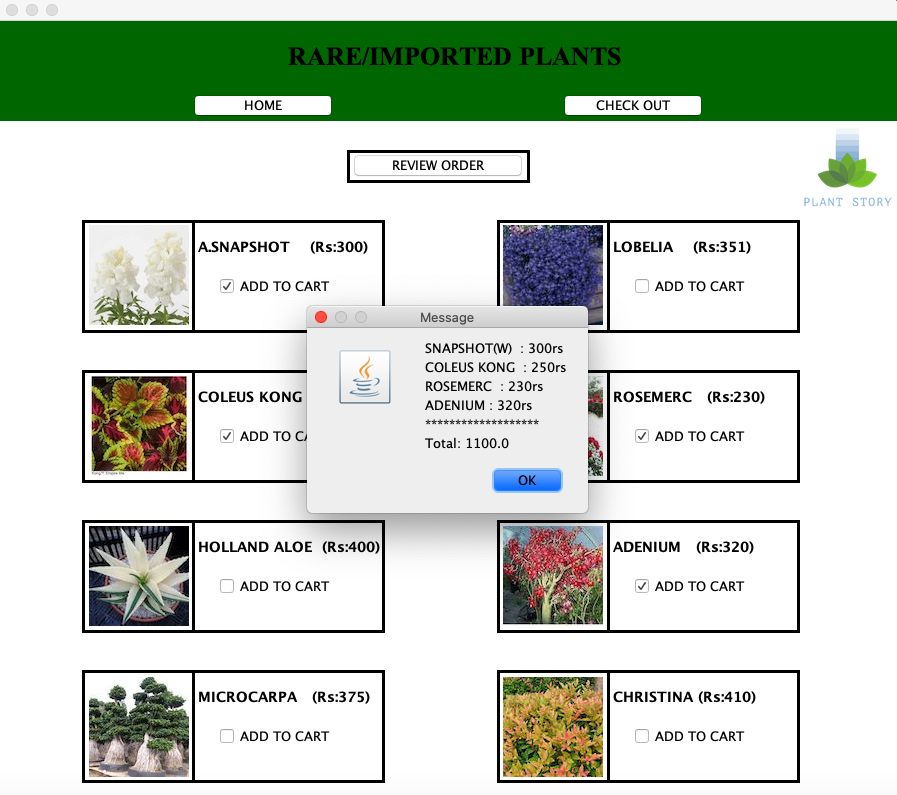 RARE/IMPORTED PLANTS
HOME
CHECK OUT
REVIEW ORDER
PLANT STORY
A.SNAPSHOT (Rs:300)
ADD TO CART
LOBELIA (Rs:351)
ADD TO CART
Message
SNAPSHOT(W) : 300rs
COLEUS KONG : 250rs
ROSEMERC : 230rs
ADENIUM : 320rs
*******************
Total: 1100.0
OK
COLEUS KONG
ADD TO CA
ROSEMERC (Rs:230)
ADD TO CART
HOLLAND ALOE (Rs:400)
ADD TO CART
ADENIUM (Rs:320)
ADD TO CART
MICROCARPA (Rs:375)
ADD TO CART
CHRISTINA (Rs:410)
ADD TO CART